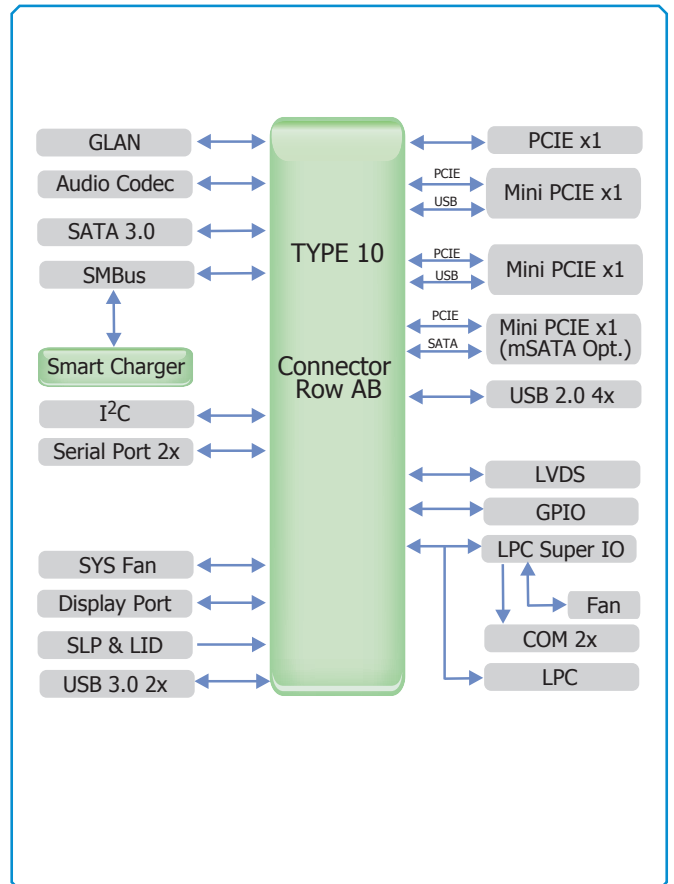 GLAN
Audio Codec
SATA 3.0
SMBus
Smart Charger
I²C
Serial Port 2x
SYS Fan
Display Port
SLP & LID
USB 3.0 2x
TYPE 10
Connector
Row AB
PCIE x1
PCIE
USB
Mini PCIE x1
PCIE
USB
Mini PCIE x1
PCIE
SATA
Mini PCIE x1
(mSATA Opt.)
USB 2.0 4x
LVDS
GPIO
LPC Super IO
Fan
COM 2x
LPC